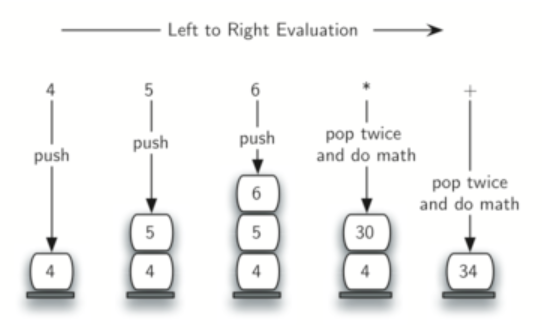 Left to Right Evaluation
4 5 6 * +
push
push
push
pop twice
and do math
pop twice
and do math
6
5 5 30
4 4 4 4 34